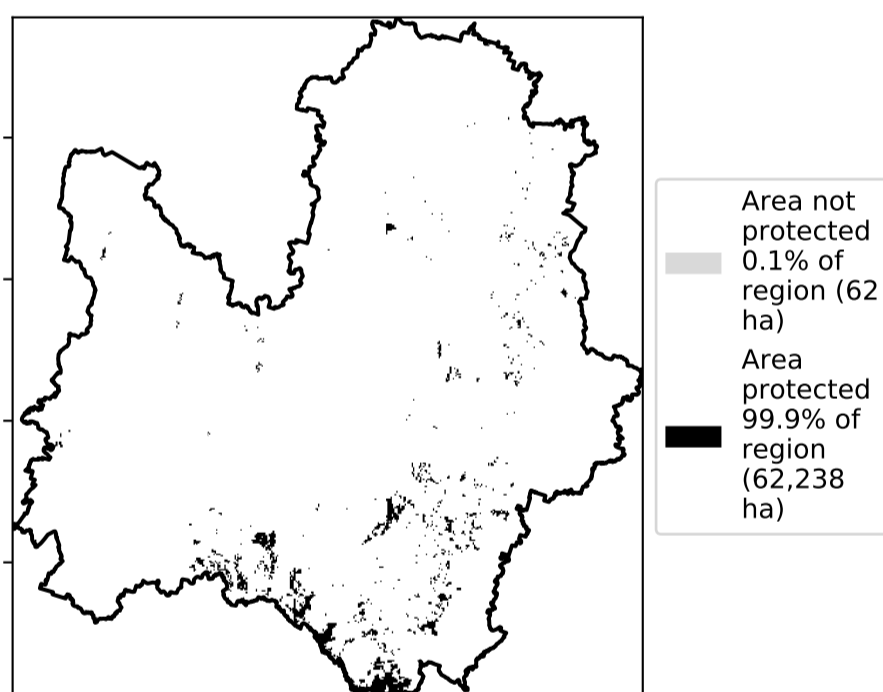 Area not
protected
0.1% of
region (62
ha)
Area
protected
99.9% of
region
(62,238
ha)